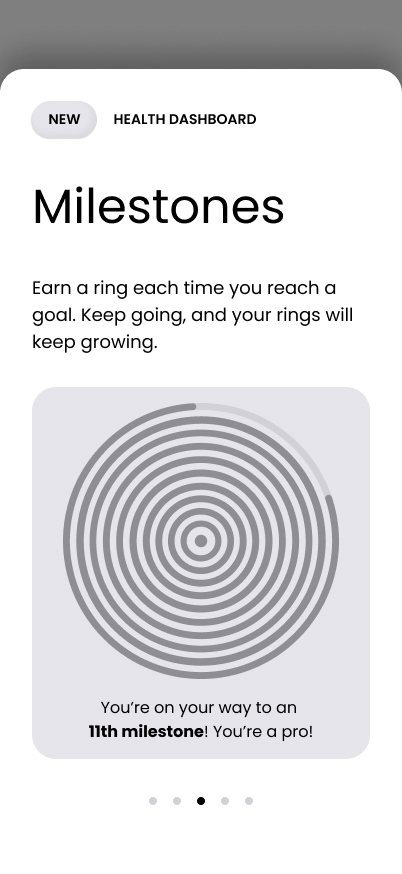 NEW HEALTH DASHBOARD
Milestones
Earn a ring each time you reach a
goal. Keep going, and your rings will
keep growing.
You’re on your way to an
11th milestone! You’re a pro!